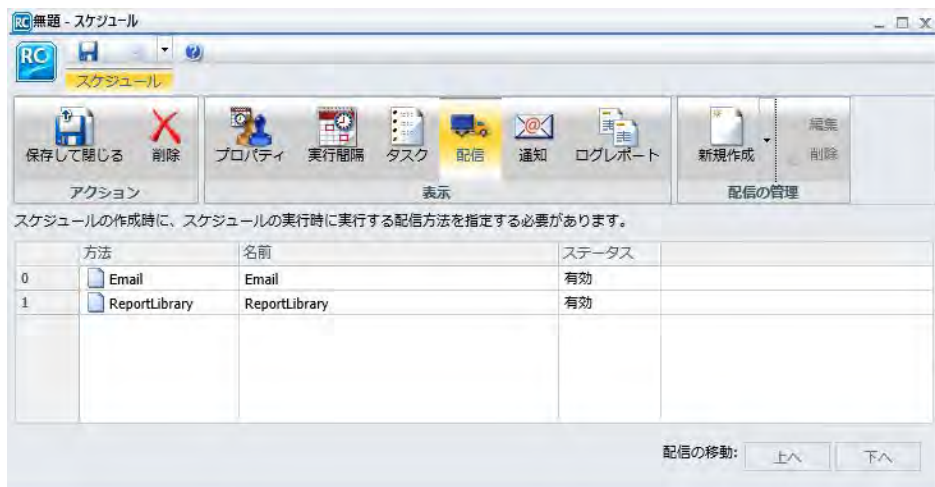 RC 無題 - スケジュール
RC
スケジュール
保存して閉じる 削除 プロパティ 実行間隔 タスク 配信 通知 ログレポート 新規作成 編集 削除
アクション 表示 配信の管理
スケジュールの作成時に、スケジュールの実行時に実行する配信方法を指定する必要があります。
方法 名前 ステータス
0 Email Email 有効
1 ReportLibrary ReportLibrary 有効
配信の移動: 上へ 下へ